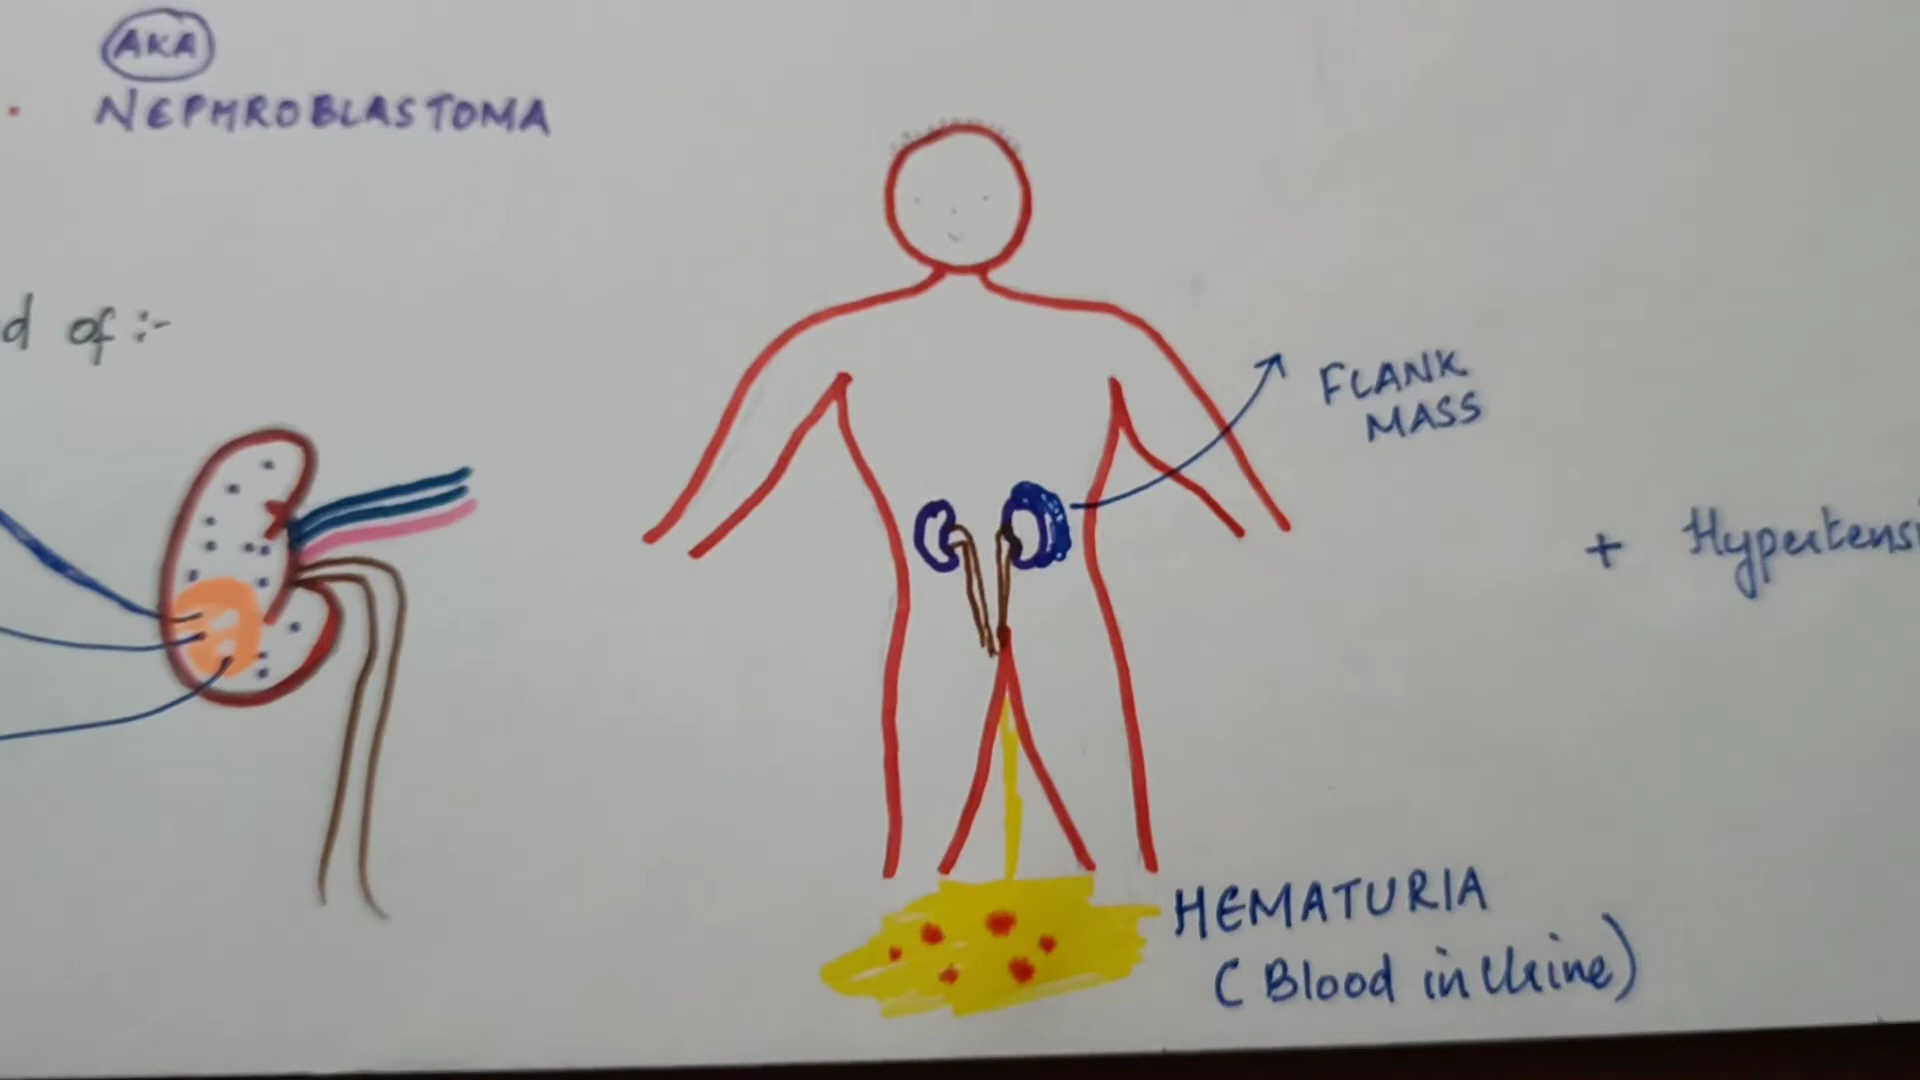 AKA
NEPHROBLASTOMA
d of :-
FLANK
MASS
+ Hypertensi
HEMATURIA
(Blood in Urine)